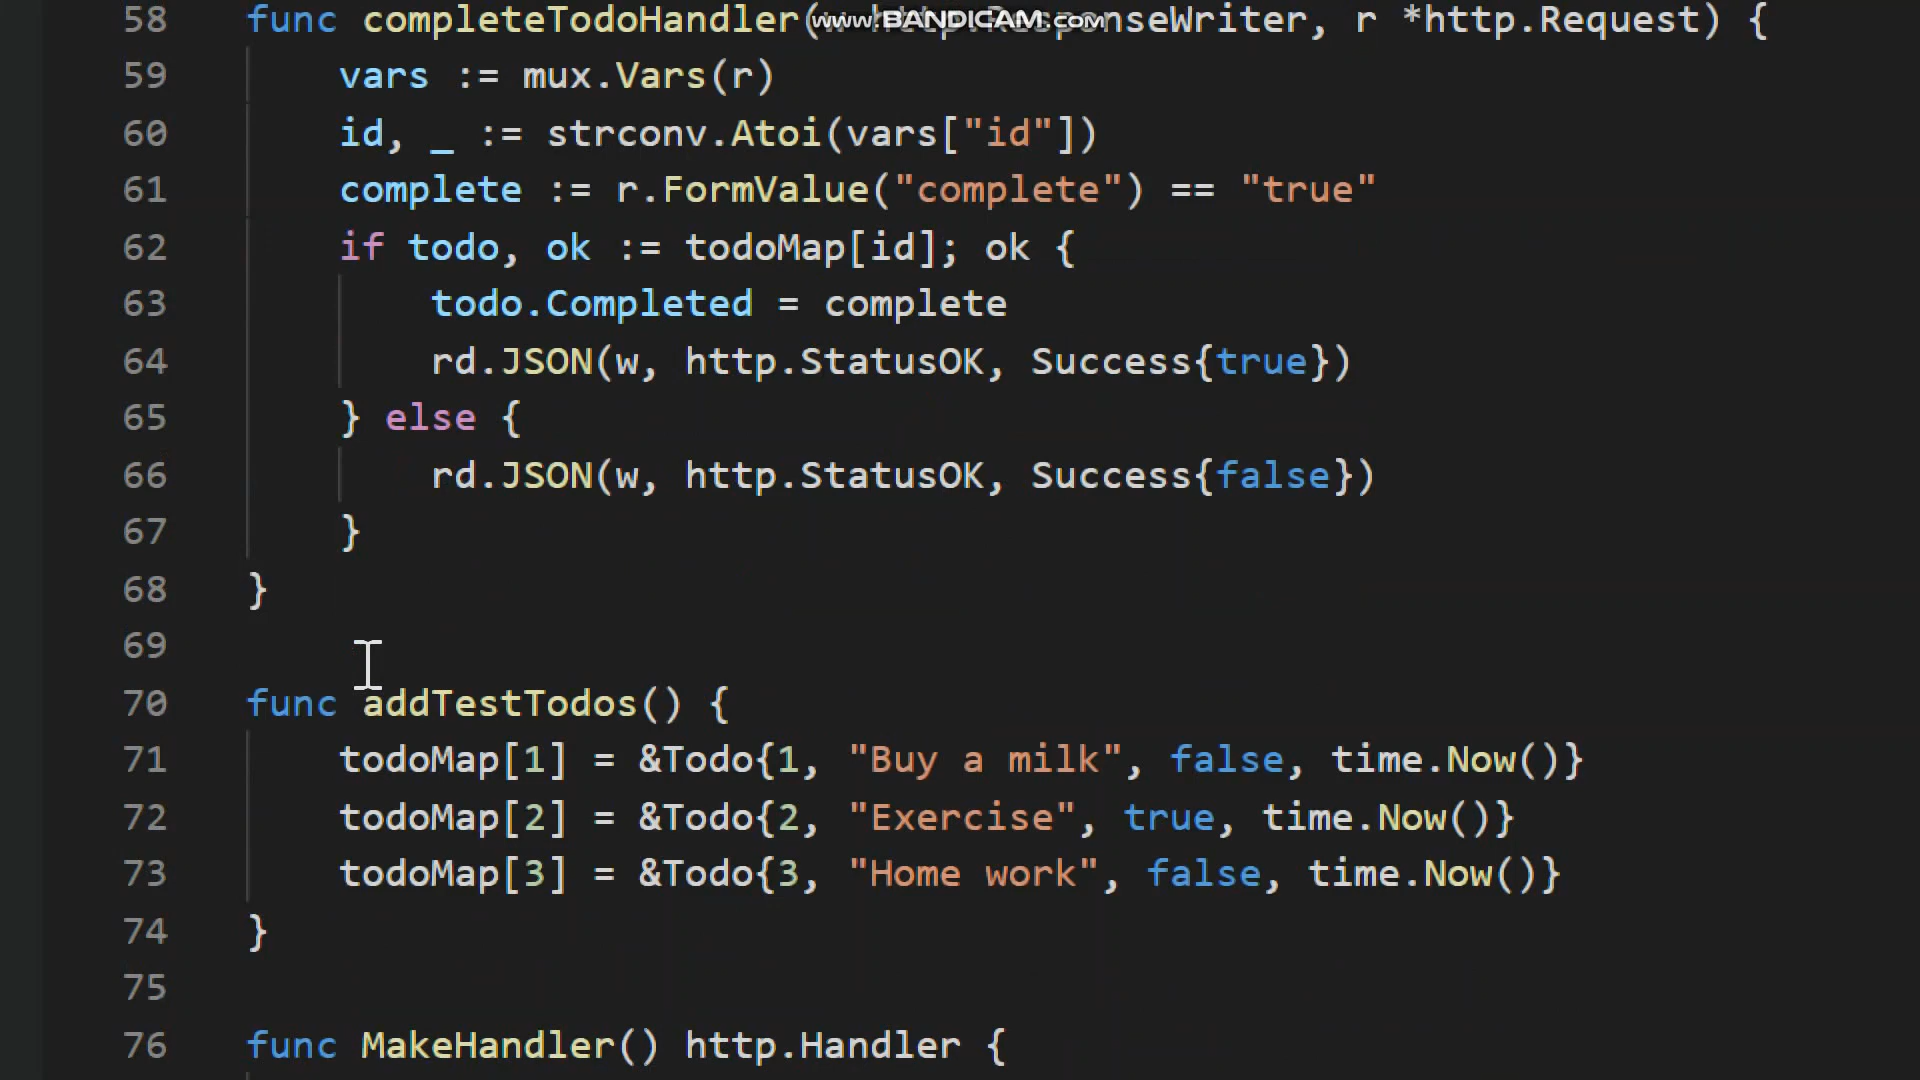 58 func completeTodoHandler(w http.ResponseWriter, r *http.Request) {
www.BANDICAM.com
59 vars := mux.Vars(r)
60 id, _ := strconv.Atoi(vars["id"])
61 complete := r.FormValue("complete") == "true"
62 if todo, ok := todoMap[id]; ok {
63 todo.Completed = complete
64 rd.JSON(w, http.StatusOK, Success{true})
65 } else {
66 rd.JSON(w, http.StatusOK, Success{false})
67 }
68 }
69
70 func addTestTodos() {
71 todoMap[1] = &Todo{1, "Buy a milk", false, time.Now()}
72 todoMap[2] = &Todo{2, "Exercise", true, time.Now()}
73 todoMap[3] = &Todo{3, "Home work", false, time.Now()}
74 }
75
76 func MakeHandler() http.Handler {